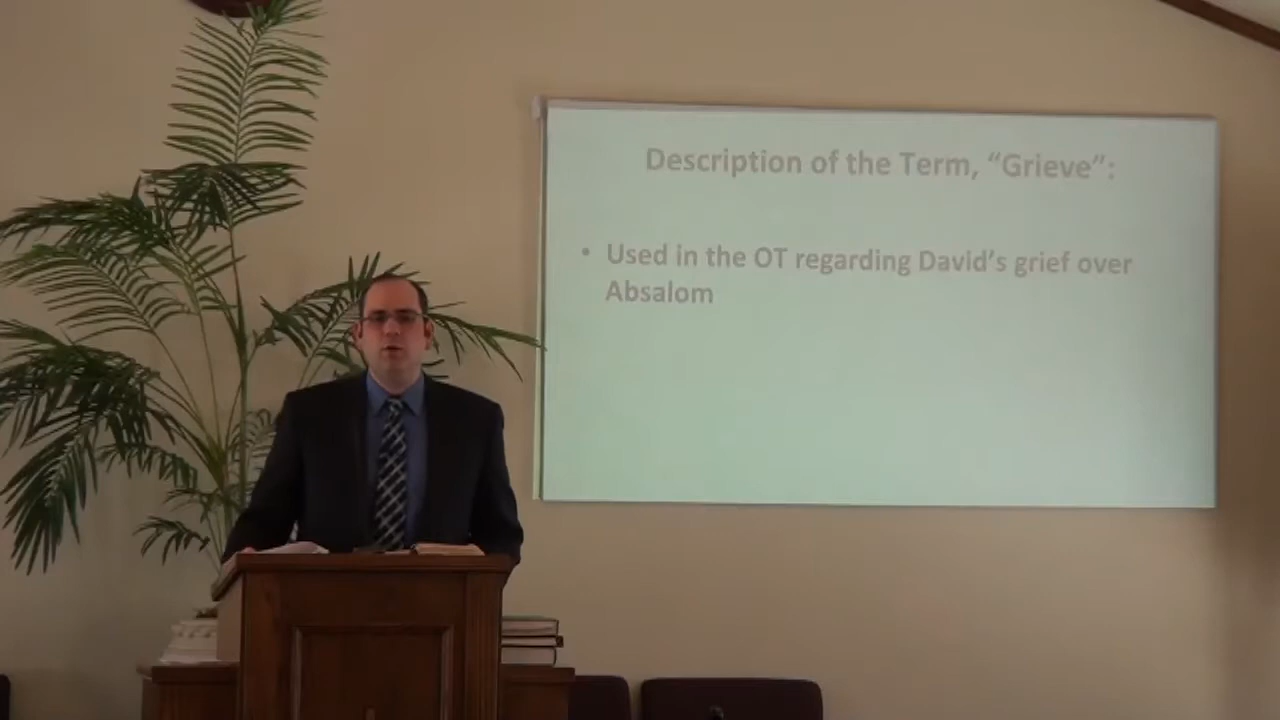 Description of the Term, “Grieve”:
• Used in the OT regarding David’s grief over
Absalom